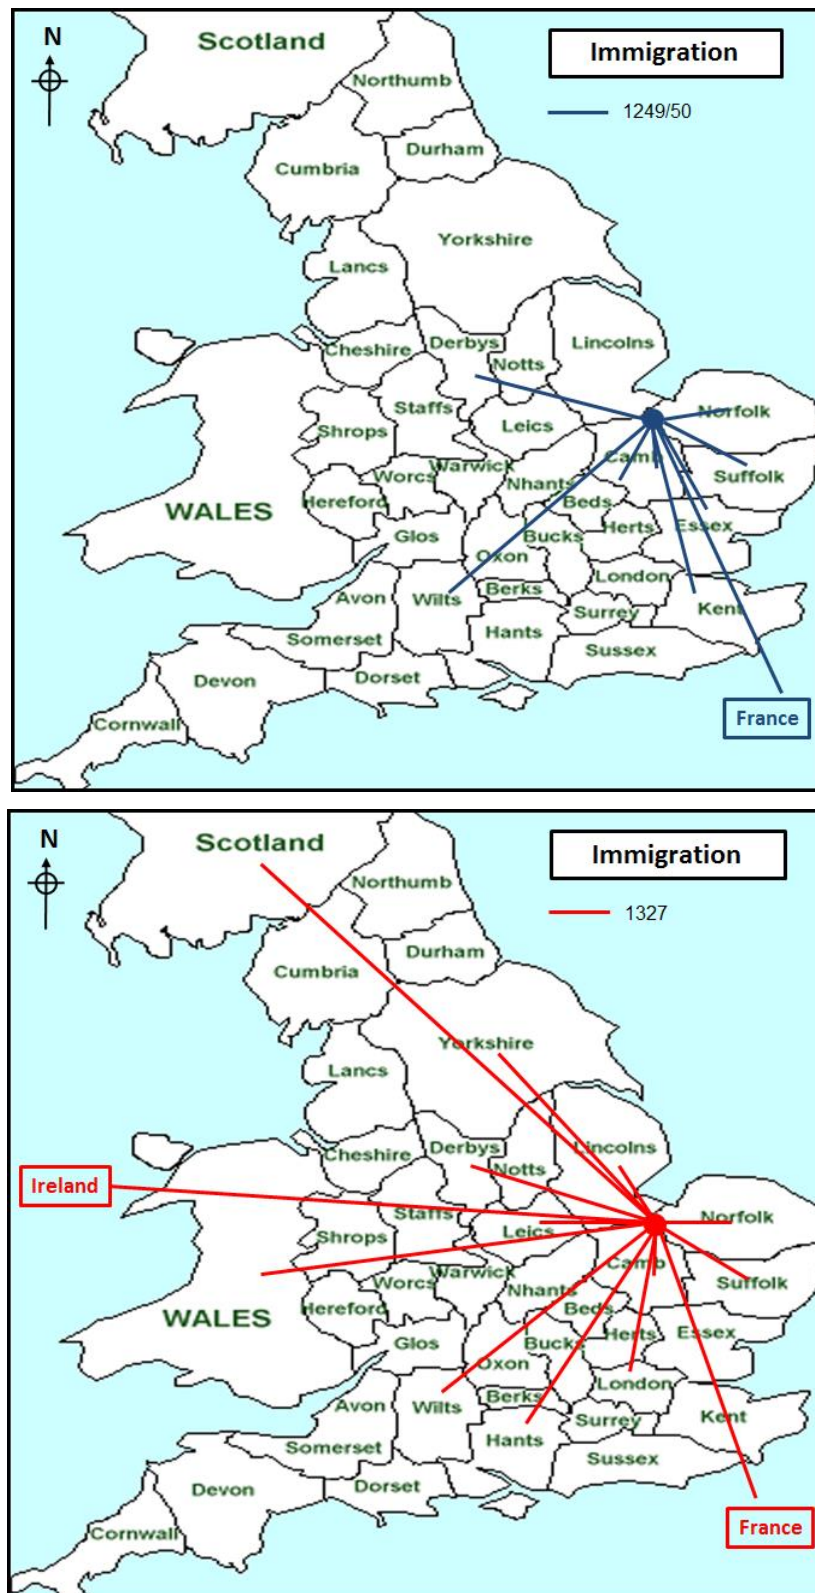 N
Scotland
Immigration
Northumb
1249/50
Durham
Cumbria
Yorkshire
Lancs
Derbys
Lincolns
Cheshire
Notts
Norfolk
Staffs
Leics
Shrops
Camb
Warwick
Worcs
Suffolk
Nhants
Hereford
Beds
WALES
Essex
Herts
Glos
Bucks
Oxon
London
Berks
Avon
Wilts
Kent
Surrey
Hants
Somerset
Sussex
Dorset
Devon
France
Cornwall
N
Scotland
Immigration
Northumb
1327
Durham
Cumbria
Yorkshire
Lancs
Derbys
Lincolns
Cheshire
Notts
Ireland
Staffs
Norfolk
Leics
Shrops
Camb
Warwick
Worcs
Suffolk
Nhants
Hereford
Beds
WALES
Herts
Essex
Glos
Bucks
Oxon
London
Berks
Avon
Wilts
Kent
Surrey
Hants
Somerset
Sussex
Dorset
Devon
France
Cornwall